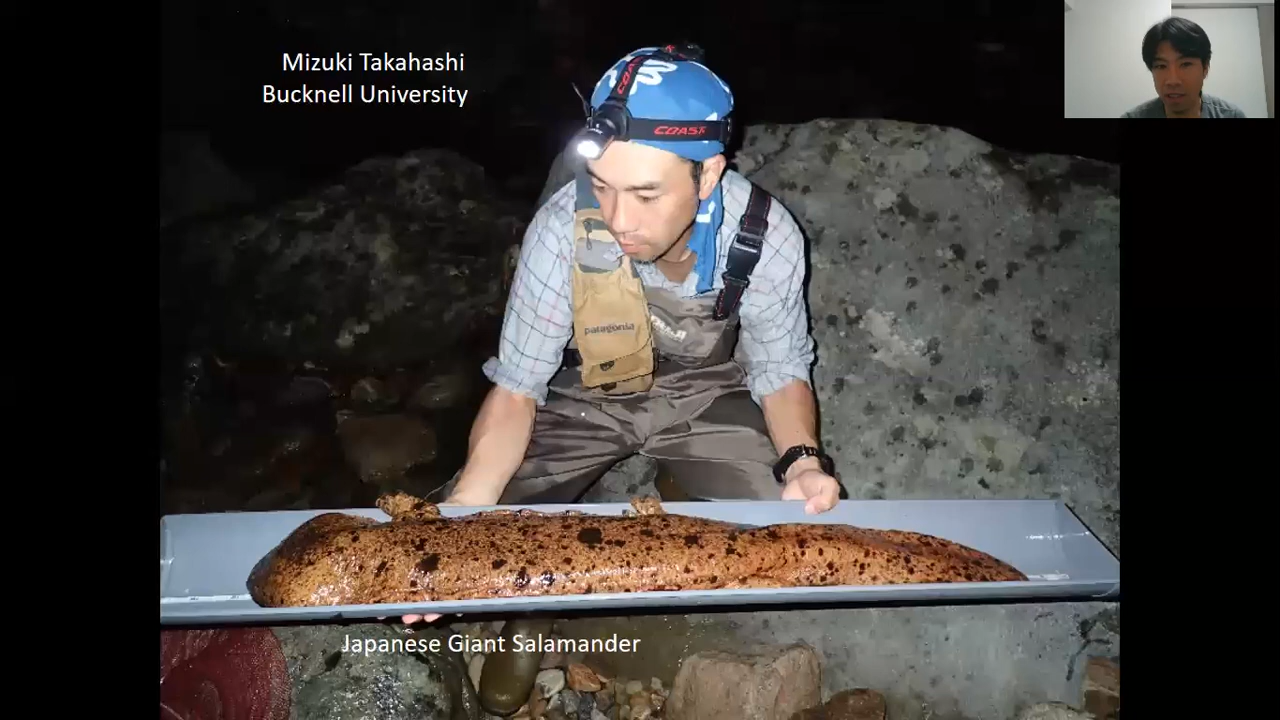 Mizuki Takahashi
Bucknell University
COAST
patagonia
Japanese Giant Salamander